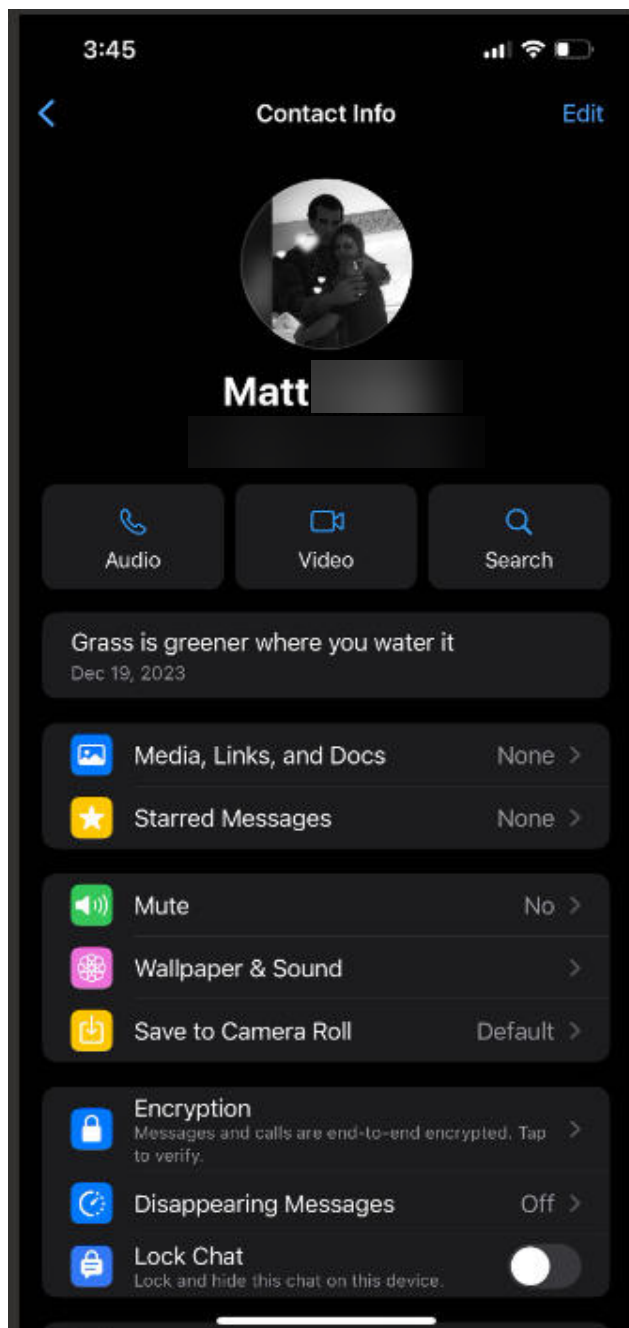 3:45
Contact Info
Edit
Matt
Audio
Video
Search
Grass is greener where you water it
Dec 19, 2023
Media, Links, and Docs
None
Starred Messages
None
Mute
No
Wallpaper & Sound
Save to Camera Roll
Default
Encryption
Messages and calls are end-to-end encrypted. Tap
to verify.
Disappearing Messages
Off
Lock Chat
Lock and hide this chat on this device.